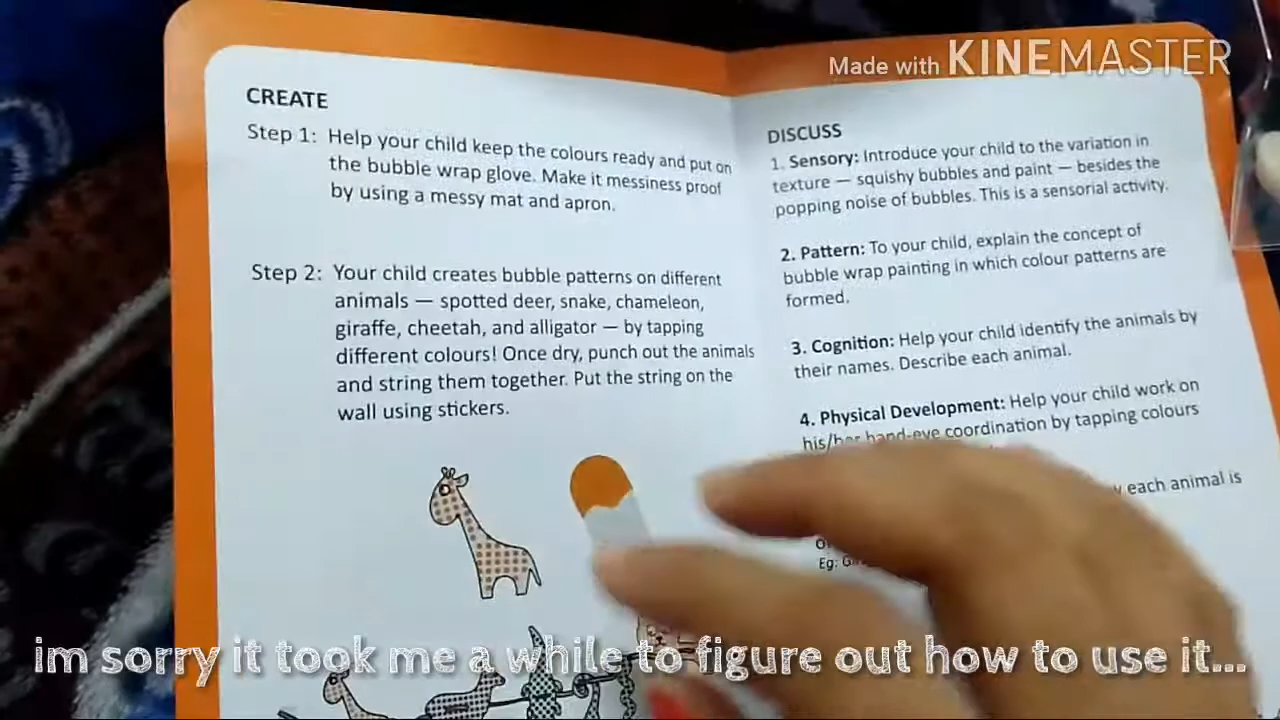 Made with KINEMASTER
CREATE
Step 1: Help your child keep the colours ready and put on
the bubble wrap glove. Make it messiness proof
by using a messy mat and apron.
Step 2: Your child creates bubble patterns on different
animals — spotted deer, snake, chameleon,
giraffe, cheetah, and alligator — by tapping
different colours! Once dry, punch out the animals
and string them together. Put the string on the
wall using stickers.
DISCUSS
1. Sensory: Introduce your child to the variation in
texture — squishy bubbles and paint — besides the
popping noise of bubbles. This is a sensorial activity.
2. Pattern: To your child, explain the concept of
bubble wrap painting in which colour patterns are
formed.
3. Cognition: Help your child identify the animals by
their names. Describe each animal.
4. Physical Development: Help your child work on
his/her hand-eye coordination by tapping colours
each animal is
Eg:
im sorry it took me a while to figure out how to use it...